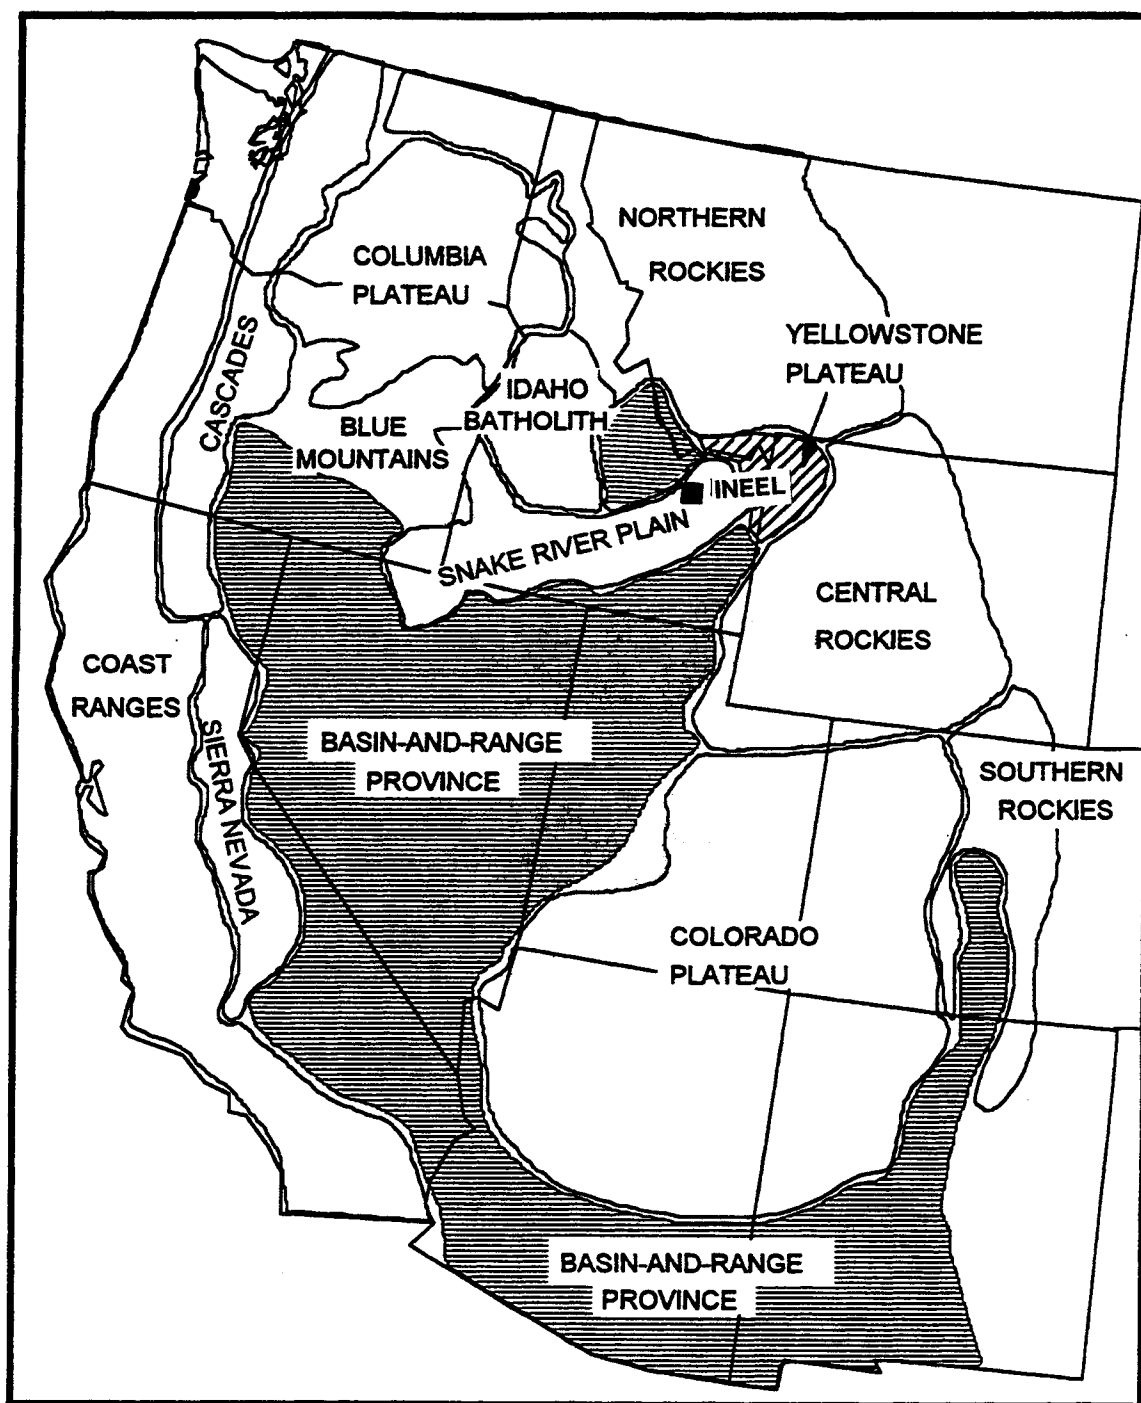 NORTHERN
ROCKIES
COLUMBIA
PLATEAU
YELLOWSTONE
PLATEAU
CASCADES
IDAHO
BATHOLITH
BLUE
MOUNTAINS
INEEL
SNAKE RIVER PLAIN
CENTRAL
ROCKIES
COAST
RANGES
SIERRA NEVADA
BASIN-AND-RANGE
PROVINCE
SOUTHERN
ROCKIES
COLORADO
PLATEAU
BASIN-AND-RANGE
PROVINCE